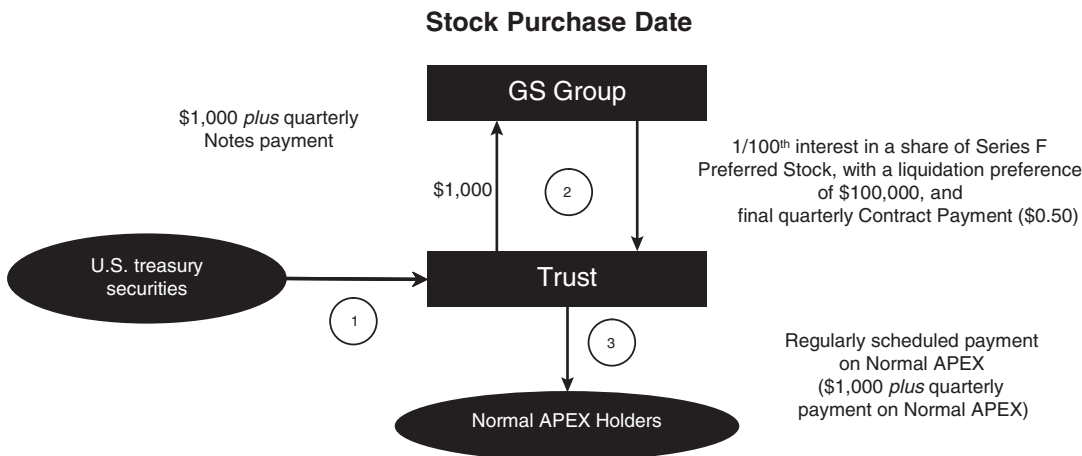 Stock Purchase Date
GS Group
$1,000 plus quarterly
Notes payment
$1,000
2
1/100th interest in a share of Series F
Preferred Stock, with a liquidation preference
of $100,000, and
final quarterly Contract Payment ($0.50)
U.S. treasury
securities
Trust
1
3
Regularly scheduled payment
on Normal APEX
($1,000 plus quarterly
payment on Normal APEX)
Normal APEX Holders